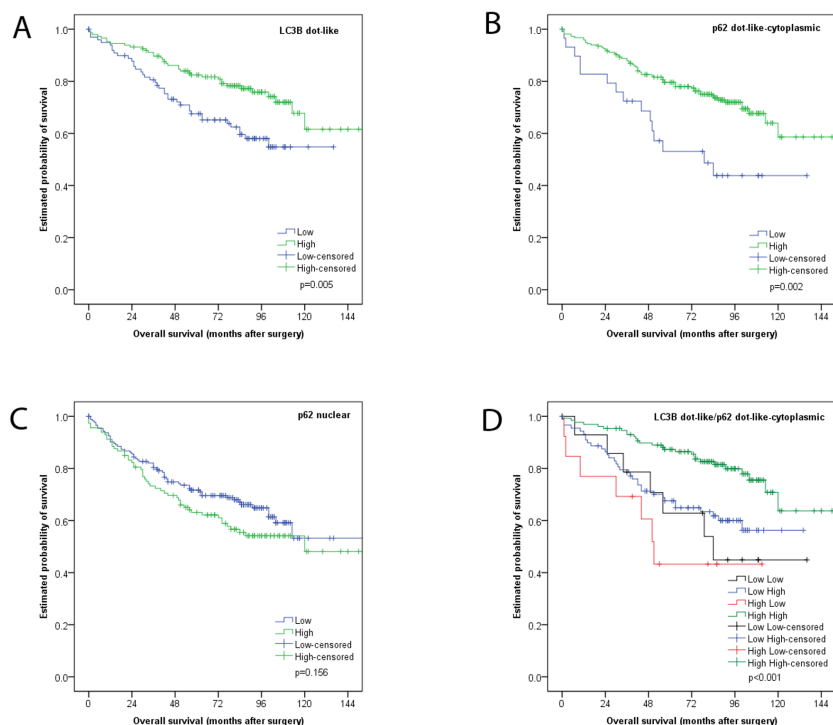 A
LC3B dot-like
Estimated probability of survival
1.0
0.8
0.6
0.4
0.2
0.0
Low
High
Low-censored
High-censored
p=0.005
0 24 48 72 96 120 144
Overall survival (months after surgery)
B
p62 dot-like-cytoplasmic
Estimated probability of survival
1.0
0.8
0.6
0.4
0.2
0.0
Low
High
Low-censored
High-censored
p=0.002
0 24 48 72 96 120 144
Overall survival (months after surgery)
C
p62 nuclear
Estimated probability of survival
1.0
0.8
0.6
0.4
0.2
0.0
Low
High
Low-censored
High-censored
p=0.156
0 24 48 72 96 120 144
Overall survival (months after surgery)
D
LC3B dot-like/p62 dot-like-cytoplasmic
Estimated probability of survival
1.0
0.8
0.6
0.4
0.2
0.0
Low Low
Low High
High Low
High High
Low Low-censored
Low High-censored
High Low-censored
High High-censored
p<0.001
0 24 48 72 96 120 144
Overall survival (months after surgery)